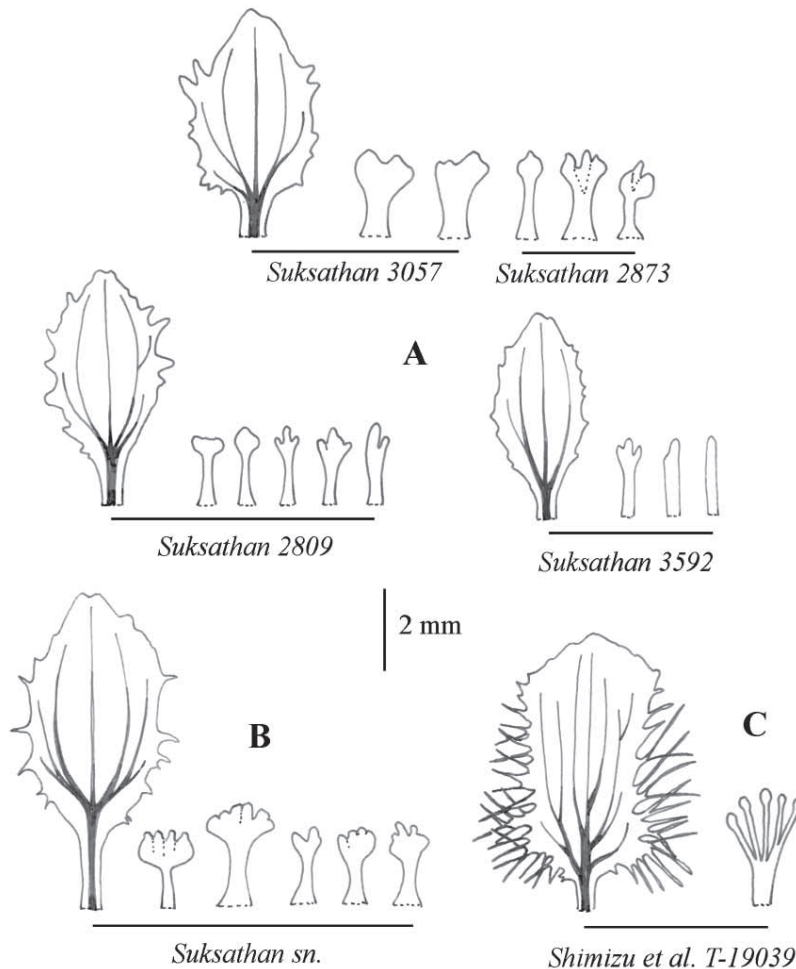 Suksathan 3057
Suksathan 2873
A
Suksathan 2809
Suksathan 3592
2 mm
B
C
Suksathan sn.
Shimizu et al. T-19039